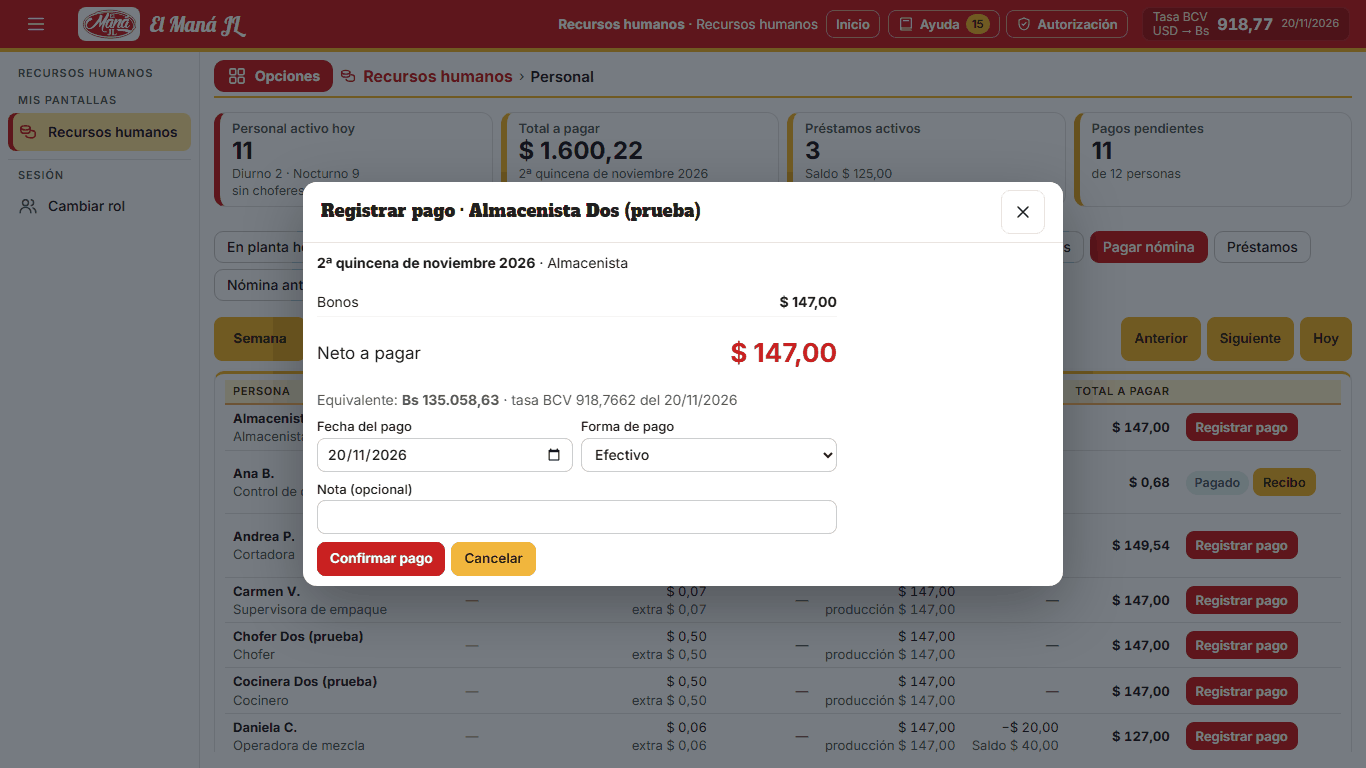 El Maná JL
Recursos humanos · Recursos humanos
Inicio
Ayuda 15
Autorización
Tasa BCV
USD → Bs
918,77
20/11/2026
RECURSOS HUMANOS
MIS PANTALLAS
Recursos humanos
SESIÓN
Cambiar rol
Opciones
Recursos humanos › Personal
Personal activo hoy
11
Diurno 2 · Nocturno 9
sin choferes
Total a pagar
$ 1.600,22
2ª quincena de noviembre 2026
Préstamos activos
3
Saldo $ 125,00
Pagos pendientes
11
de 12 personas
En planta
Pagar nómina
Préstamos
Nómina
Semana
Anterior
Siguiente
Hoy
Registrar pago · Almacenista Dos (prueba)
2ª quincena de noviembre 2026 · Almacenista
Bonos $ 147,00
Neto a pagar $ 147,00
Equivalente: Bs 135.058,63 · tasa BCV 918,7662 del 20/11/2026
Fecha del pago
20/11/2026
Forma de pago
Efectivo
Nota (opcional)
Confirmar pago
Cancelar
PERSONA TOTAL A PAGAR
$ 147,00 Registrar pago
Ana B.
Control de
$ 0,68 Pagado Recibo
Andrea P.
Cortadora
$ 149,54 Registrar pago
Carmen V. $ 0,07 $ 147,00
Supervisora de empaque — extra $ 0,07 — producción $ 147,00 — $ 147,00 Registrar pago
Chofer Dos (prueba) $ 0,50 $ 147,00
Chofer — extra $ 0,50 — producción $ 147,00 — $ 147,00 Registrar pago
Cocinera Dos (prueba) $ 0,50 $ 147,00
Cocinero — extra $ 0,50 — producción $ 147,00 — $ 147,00 Registrar pago
Daniela C. $ 0,06 $ 147,00 −$ 20,00
Operadora de mezcla — extra $ 0,06 — producción $ 147,00 Saldo $ 40,00 $ 127,00 Registrar pago